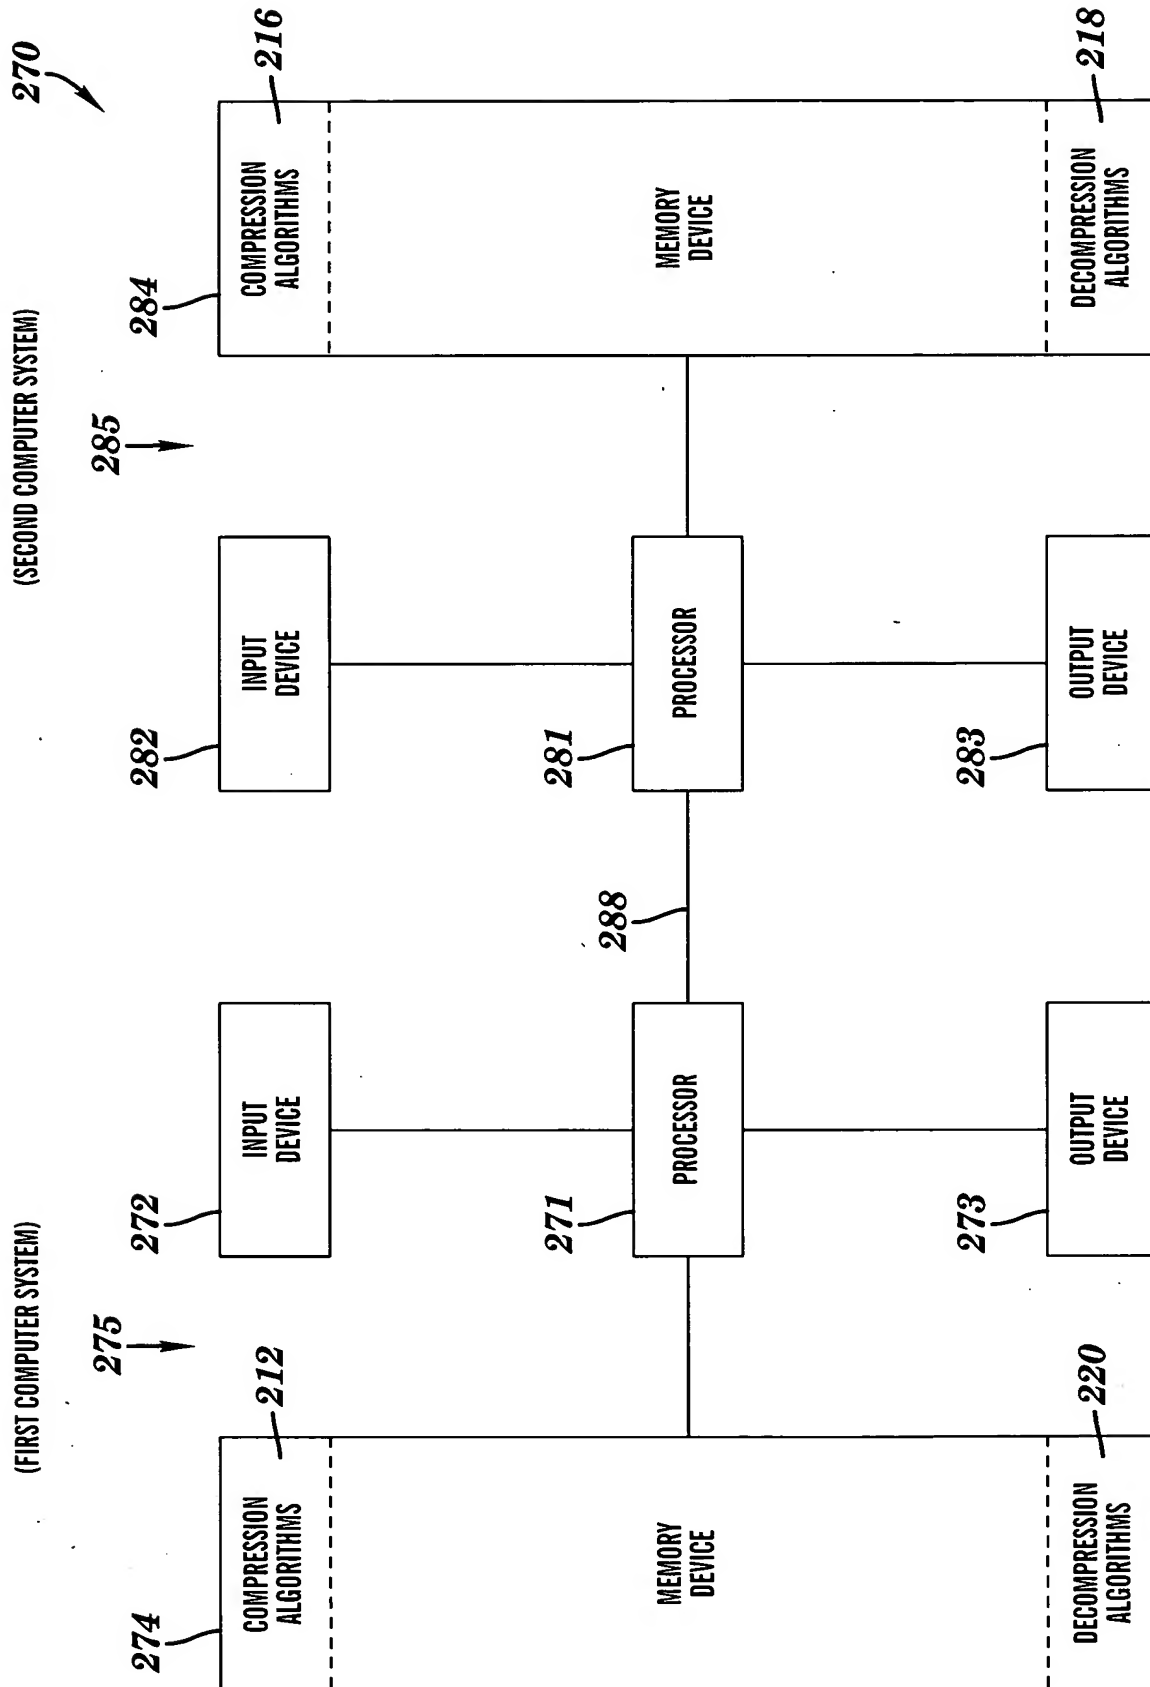 270
(FIRST COMPUTER SYSTEM)
(SECOND COMPUTER SYSTEM)
275
285
274
COMPRESSION
ALGORITHMS
212
272
INPUT
DEVICE
282
INPUT
DEVICE
284
COMPRESSION
ALGORITHMS
216
MEMORY
DEVICE
271
PROCESSOR
288
281
PROCESSOR
MEMORY
DEVICE
DECOMPRESSION
ALGORITHMS
220
273
OUTPUT
DEVICE
283
OUTPUT
DEVICE
DECOMPRESSION
ALGORITHMS
218